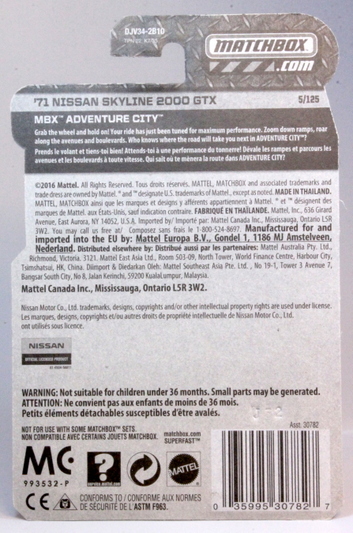 DJV34-2B10
MATCHBOX
.com
'71 NISSAN SKYLINE 2000 GTX
5/125
MBX™ ADVENTURE CITY™
Grab the wheel and hold on! Your ride has just been tuned for maximum performance. Zoom down ramps, roar
along the avenues and boulevards. Who knows where the road will take you next in ADVENTURE CITY™?
Prends le volant et tiens-toi bien! Attends-toi à une performance du tonnerre! Dévale les rampes et parcours les
avenues et les boulevards à toute vitesse. Qui sait où te mènera la route dans ADVENTURE CITY?
©2016 Mattel. All Rights Reserved. Tous droits réservés. MATTEL, MATCHBOX and associated trademarks and
trade dress are owned by Mattel. ® and ™ designate U.S. trademarks of Mattel, except as noted. MADE IN THAILAND.
MATTEL, MATCHBOX ainsi que les marques et designs y afférents appartiennent à Mattel. ® et ™ désignent des
marques de Mattel aux États-Unis, sauf indication contraire. FABRIQUÉ EN THAÏLANDE. Mattel, Inc., 636 Girard
Avenue, East Aurora, NY 14052, U.S.A. Imported by/ Importé par: Mattel Canada Inc., Mississauga, Ontario L5R
3W2. You may call us free at/ Composez sans frais le 1-800-524-8697. Manufactured for and
imported into the EU by: Mattel Europa B.V., Gondel 1, 1186 MJ Amstelveen,
Nederland. Distributed elsewhere by: Distribué ailleurs par les partenaires: Mattel Australia Pty. Ltd.,
Richmond, Victoria. 3121. Mattel East Asia Ltd., Room 503-09, North Tower, World Finance Centre, Harbour City,
Tsimshatsui, HK, China. Diimport & Diedarkan Oleh: Mattel Southeast Asia Pte. Ltd., No 19-1, Tower 3 Avenue 7,
Bangsar South City, No 8, Jalan Kerinchi, 59200 Kuala Lumpur, Malaysia.
Mattel Canada Inc., Mississauga, Ontario L5R 3W2.
Nissan Motor Co., Ltd. trademarks, designs, copyrights and/or other intellectual property rights are used under license.
Les marques, designs, copyrights et/ou autres droits de propriété intellectuelle de Nissan Motor Co., Ltd.
ont utilisés sous licence.
NISSAN
OFFICIAL LICENSED PRODUCT
WARNING: Not suitable for children under 36 months. Small parts may be generated.
ATTENTION: Ne convient pas aux enfants de moins de 36 mois.
Petits éléments détachables susceptibles d'être avalés.
NOT FOR USE WITH SOME MATCHBOX™ SETS.
NON COMPATIBLE AVEC CERTAINS JOUETS MATCHBOX.
matchbox.com
SUPERFAST™
Asst. 30782
MC
993532-P
?
service.mattel.com
MATTEL
CE
CONFORMS TO / CONFORME AUX NORMES
DE SÉCURITÉ DE L'ASTM F963.
0 35995 30782 7